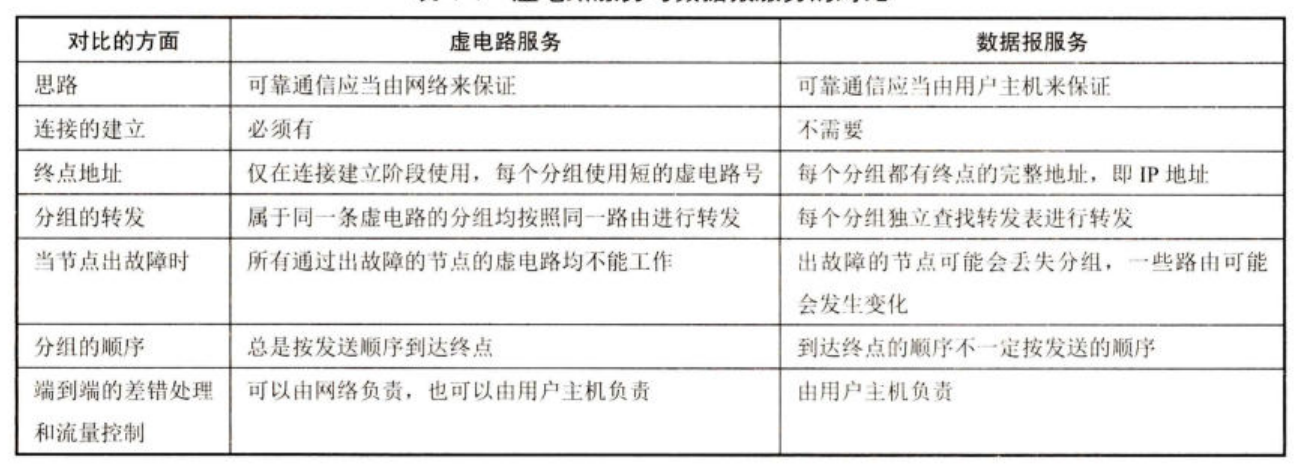 对比的方面 虚电路服务 数据报服务
思路 可靠通信应当由网络来保证 可靠通信应当由用户主机来保证
连接的建立 必须有 不需要
终点地址 仅在连接建立阶段使用，每个分组使用短的虚电路号 每个分组都有终点的完整地址，即 IP 地址
分组的转发 属于同一条虚电路的分组均按照同一路由进行转发 每个分组独立查找转发表进行转发
当节点出故障时 所有通过出故障的节点的虚电路均不能工作 出故障的节点可能会丢失分组，一些路由可能
会发生变化
分组的顺序 总是按发送顺序到达终点 到达终点的顺序不一定按发送的顺序
端到端的差错处理 可以由网络负责，也可以由用户主机负责 由用户主机负责
和流量控制